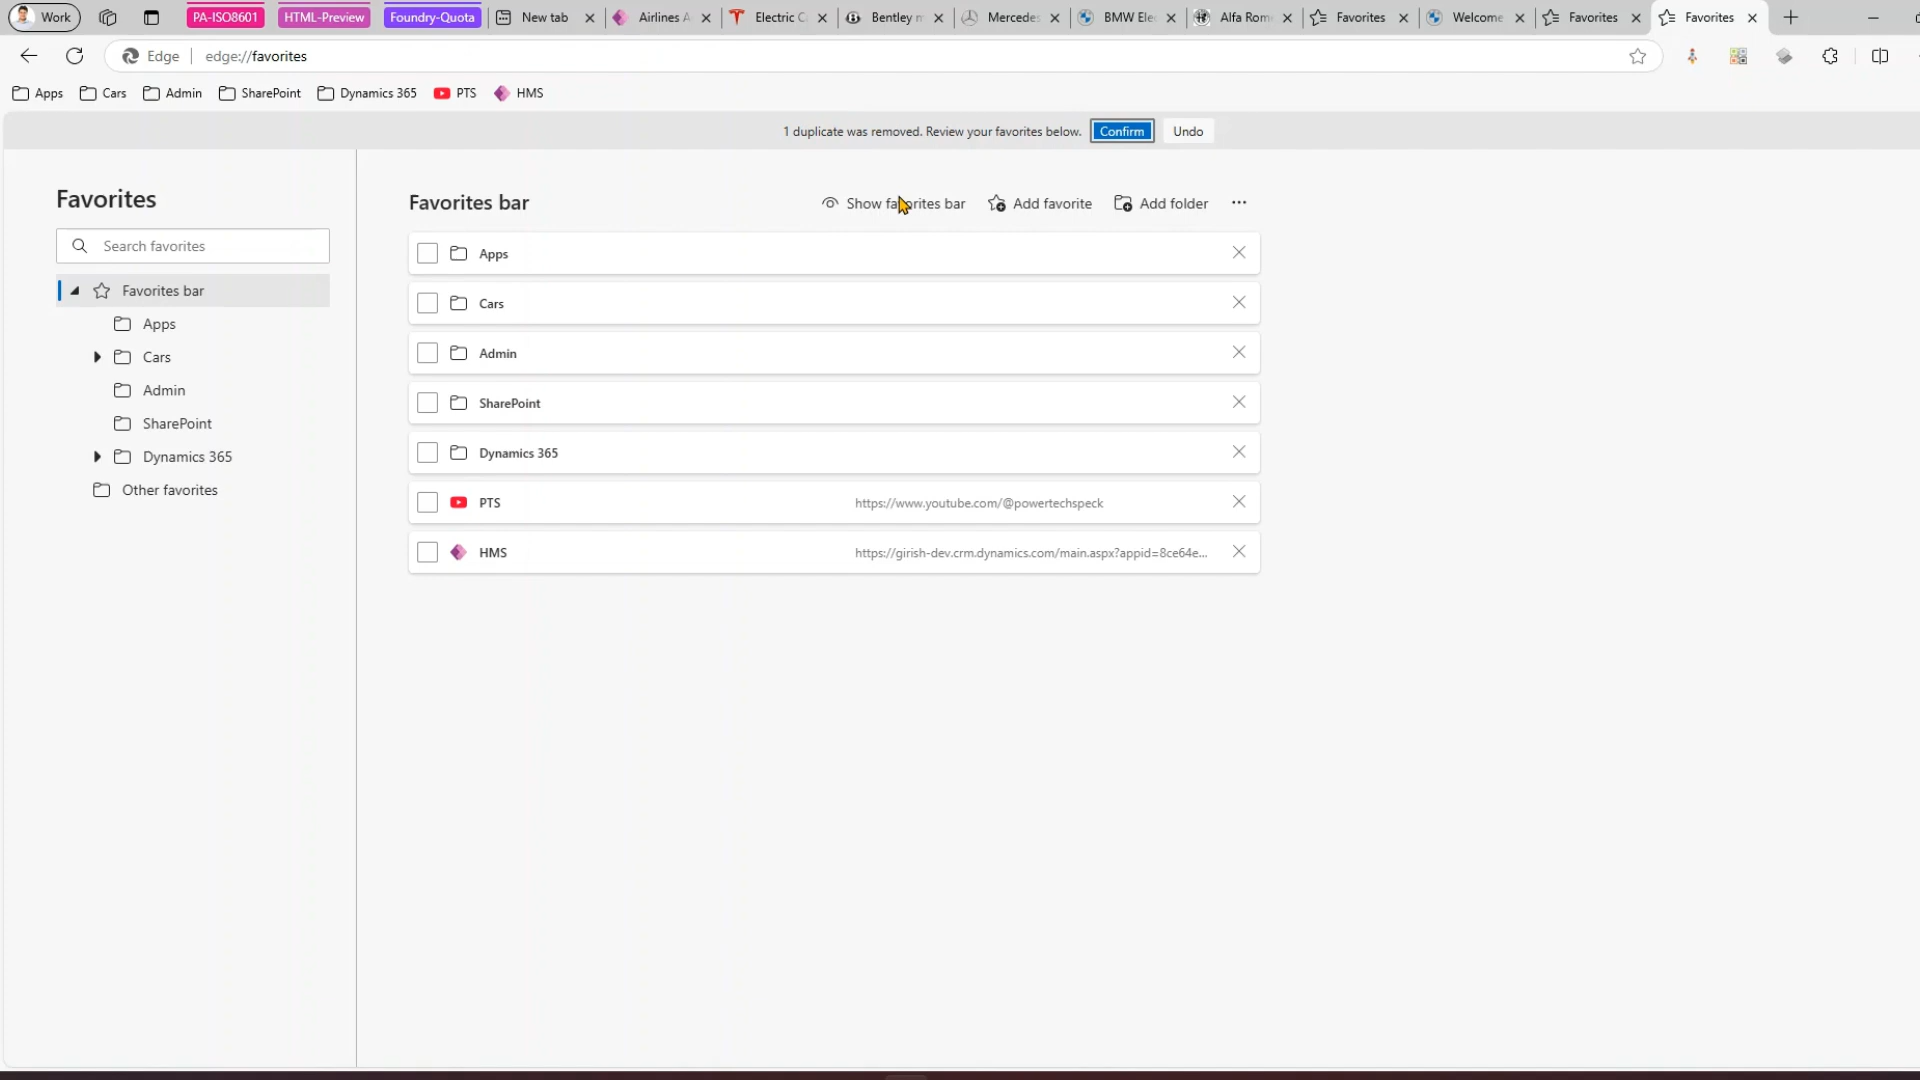 Work PA-ISO8601 HTML-Preview Foundry-Quota New tab Airlines A Electric C Bentley m Mercedes BMW Ele Alfa Rom Favorites Welcome Favorites Favorites
Edge edge://favorites
Apps Cars Admin SharePoint Dynamics 365 PTS HMS
1 duplicate was removed. Review your favorites below. Confirm Undo
Favorites
Search favorites
Favorites bar
Apps
Cars
Admin
SharePoint
Dynamics 365
Other favorites
Favorites bar Show favorites bar Add favorite Add folder
Apps
Cars
Admin
SharePoint
Dynamics 365
PTS https://www.youtube.com/@powertechspeck
HMS https://girish-dev.crm.dynamics.com/main.aspx?appid=8ce64e...